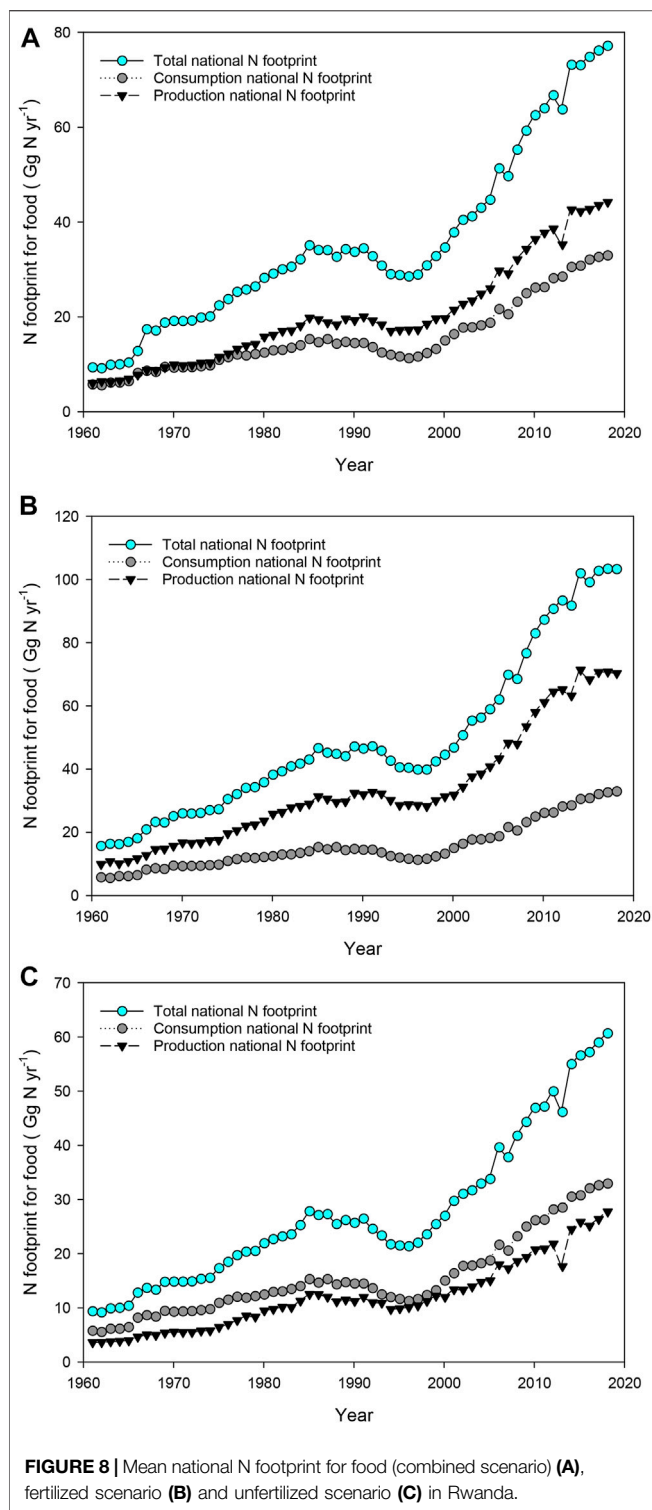 A
80
60
40
20
0
N footprint for food ( Gg N yr-1)
Total national N footprint
Consumption national N footprint
Production national N footprint
1960 1970 1980 1990 2000 2010 2020
Year
B
120
100
80
60
40
20
0
N footprint for food ( Gg N yr-1)
Total national N footprint
Consumption national N footprint
Production national N footprint
1960 1970 1980 1990 2000 2010 2020
Year
C
70
60
50
40
30
20
10
0
N footprint for food ( Gg N yr-1)
Total national N footprint
Consumption national N footprint
Production national N footprint
1960 1970 1980 1990 2000 2010 2020
Year
FIGURE 8 | Mean national N footprint for food (combined scenario) (A),
fertilized scenario (B) and unfertilized scenario (C) in Rwanda.